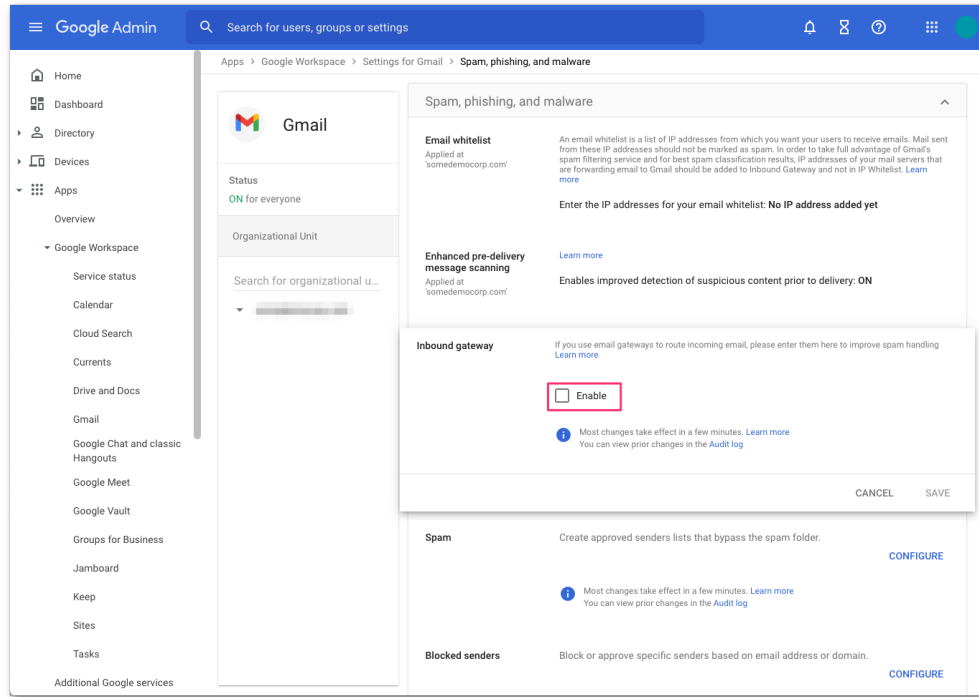 Google Admin
Search for users, groups or settings
Apps > Google Workspace > Settings for Gmail > Spam, phishing, and malware
Home
Dashboard
Directory
Devices
Apps
Overview
Google Workspace
Service status
Calendar
Cloud Search
Currents
Drive and Docs
Gmail
Google Chat and classic
Hangouts
Google Meet
Google Vault
Groups for Business
Jamboard
Keep
Sites
Tasks
Additional Google services
Gmail
Status
ON for everyone
Organizational Unit
Search for organizational u...
Spam, phishing, and malware
Email whitelist
Applied at
'somedemocorp.com'
An email whitelist is a list of IP addresses from which you want your users to receive emails. Mail sent
from these IP addresses should not be marked as spam. In order to take full advantage of Gmail's
spam filtering service and for best spam classification results, IP addresses of your mail servers that
are forwarding email to Gmail should be added to Inbound Gateway and not in IP Whitelist. Learn
more
Enter the IP addresses for your email whitelist: No IP address added yet
Enhanced pre-delivery
message scanning
Applied at
'somedemocorp.com'
Learn more
Enables improved detection of suspicious content prior to delivery: ON
Inbound gateway
If you use email gateways to route incoming email, please enter them here to improve spam handling
Learn more
Enable
Most changes take effect in a few minutes. Learn more
You can view prior changes in the Audit log
CANCEL SAVE
Spam
Create approved senders lists that bypass the spam folder.
CONFIGURE
Most changes take effect in a few minutes. Learn more
You can view prior changes in the Audit log
Blocked senders
Block or approve specific senders based on email address or domain.
CONFIGURE